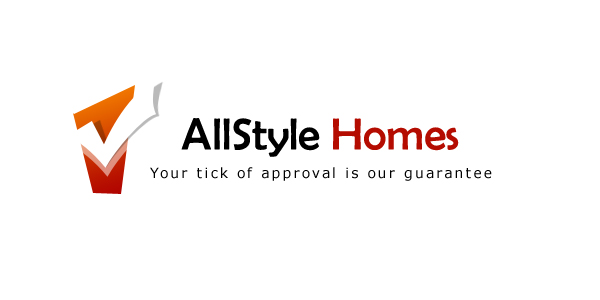 AllStyle Homes
Your tick of approval is our guarantee